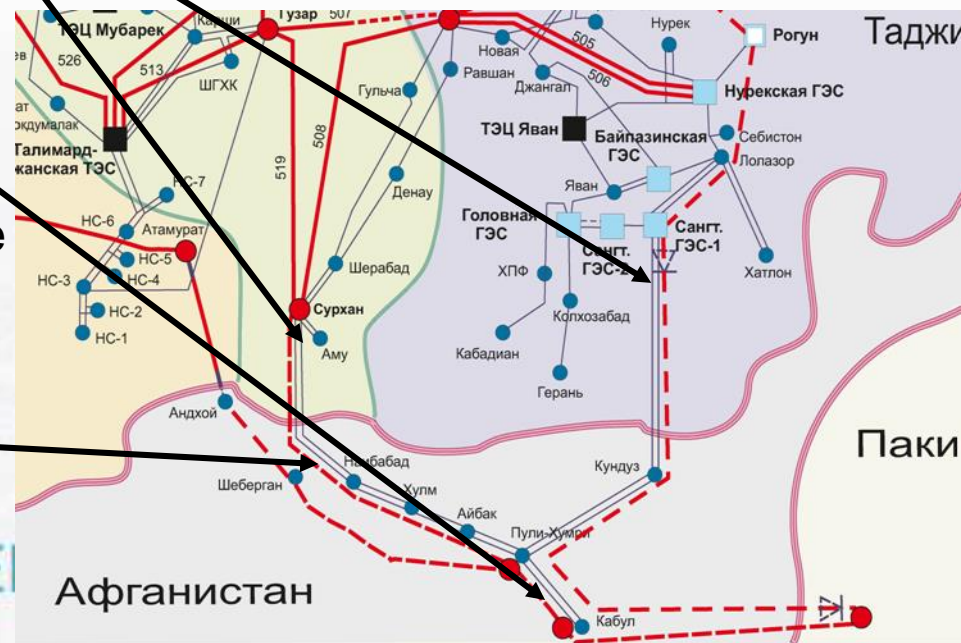 Карши
Гузар
507
ТЭЦ Мубарек
526
513
ШГХК
Талимард-
жанская ТЭС
НС-7
НС-6
Атамурат
НС-5
НС-3
НС-4
НС-2
НС-1
519
508
Гульча
Новая
Равшан
Денау
Шерабад
Сурхан
Аму
Нурек
505
506
Джангал
Рогун
Таджи
Нурекская ГЭС
ТЭЦ Яван
Байпазинская
ГЭС
Себистон
Лолазор
Яван
Головная
ГЭС
Сангт.
ГЭС-2
Сангт.
ГЭС-1
ХПФ
Хатлон
Колхозабад
Кабадиан
Герань
Андхой
Шеберган
Наибабад
Хулм
Айбак
Пули-Хумри
Кундуз
Паки
Афганистан
Кабул